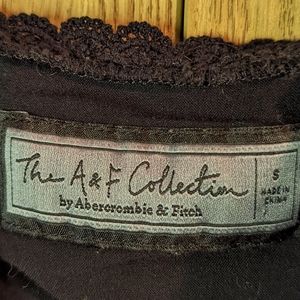 The A & F Collection
by Abercrombie & Fitch
S
MADE IN
CHINA